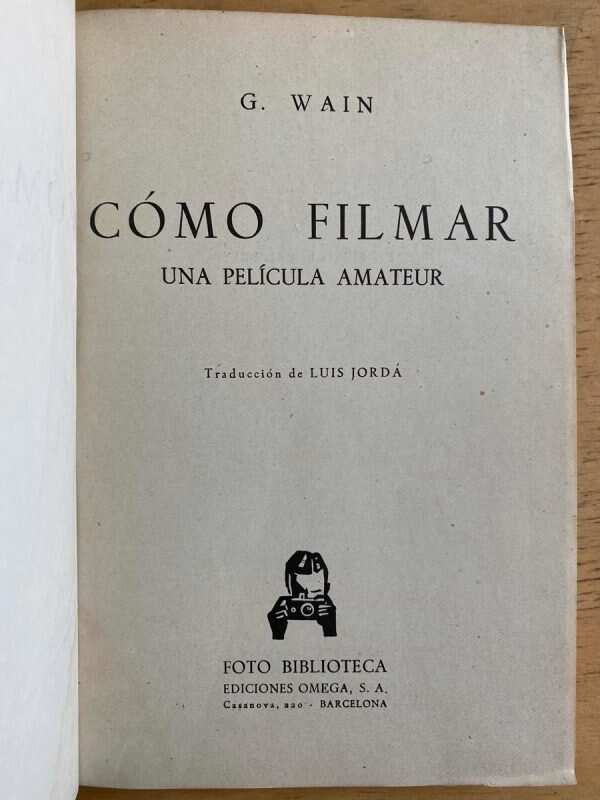 G. WAIN
CÓMO FILMAR
UNA PELÍCULA AMATEUR
Traducción de LUIS JORDÁ
FOTO BIBLIOTECA
EDICIONES OMEGA, S. A.
Casanova, 220 - BARCELONA